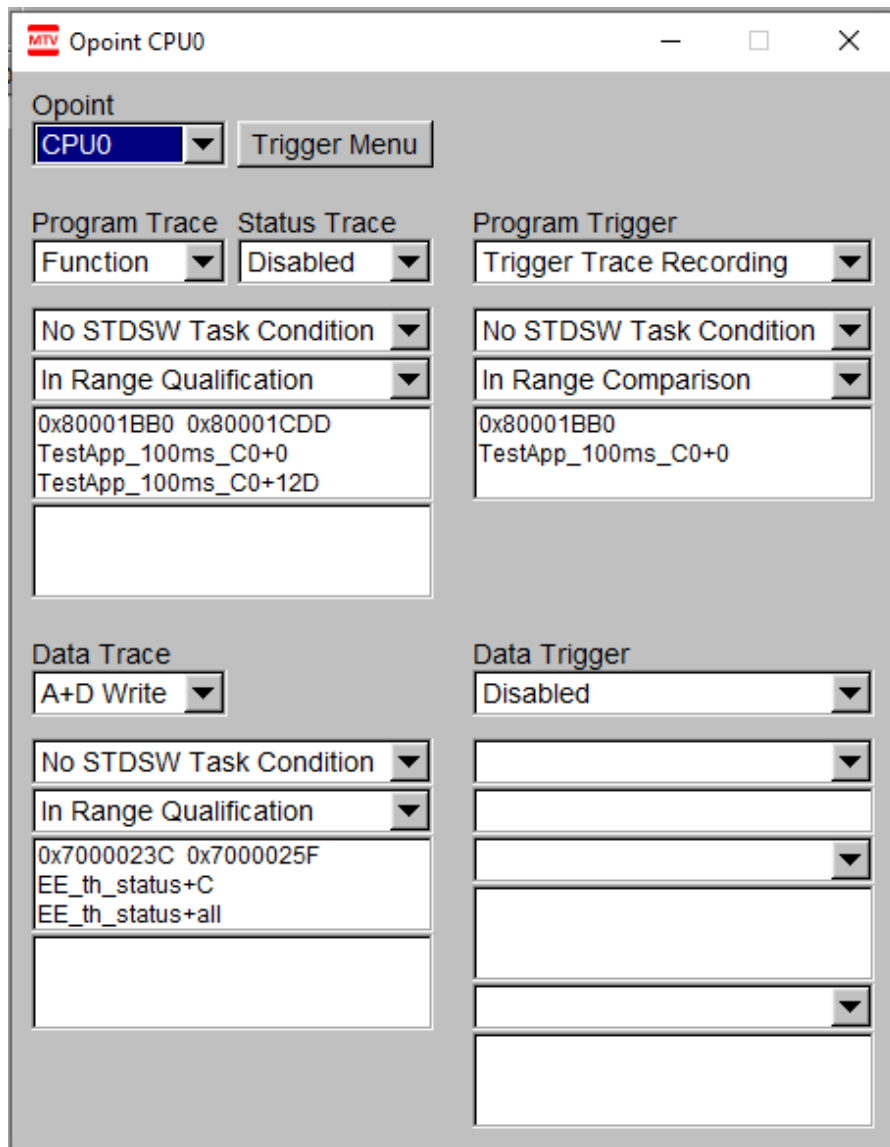 MTV Opoint CPU0
Opoint
CPU0 Trigger Menu
Program Trace Status Trace Program Trigger
Function Disabled Trigger Trace Recording
No STDSW Task Condition No STDSW Task Condition
In Range Qualification In Range Comparison
0x80001BB0 0x80001CDD 0x80001BB0
TestApp_100ms_C0+0 TestApp_100ms_C0+0
TestApp_100ms_C0+12D
Data Trace Data Trigger
A+D Write Disabled
No STDSW Task Condition
In Range Qualification
0x7000023C 0x7000025F
EE_th_status+C
EE_th_status+all